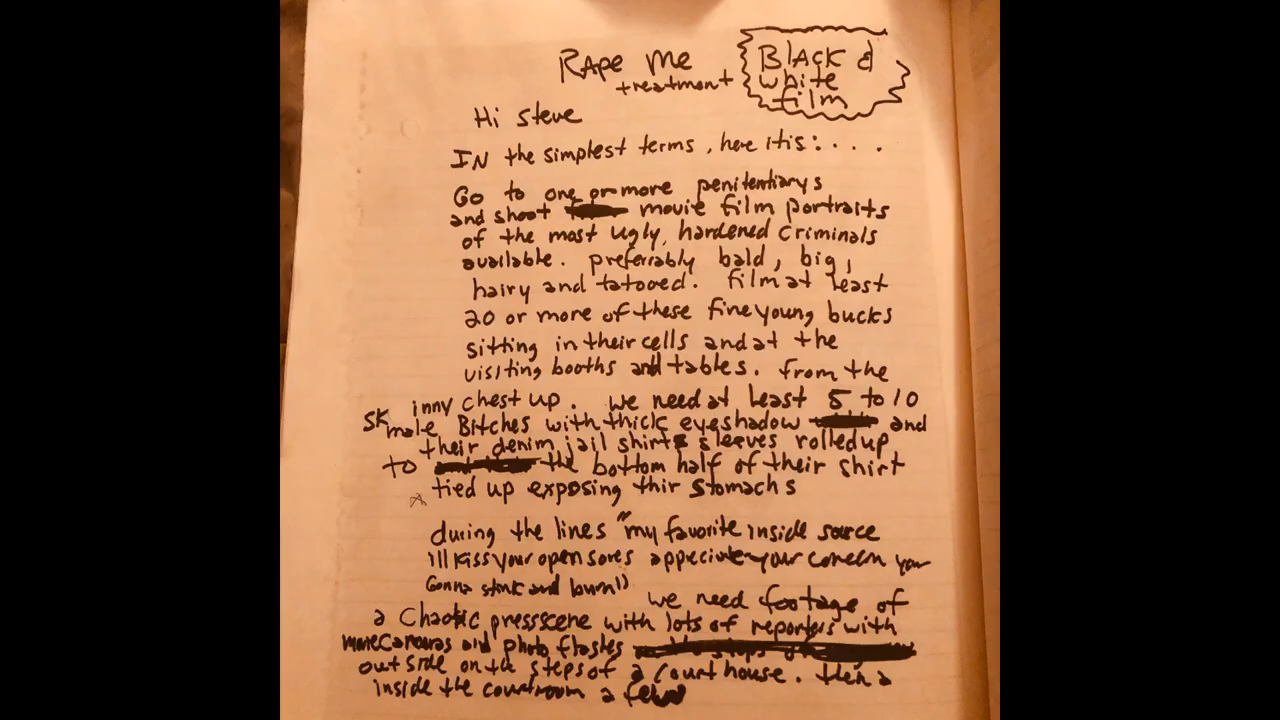 RApe Me
treatment
BlAck &
white
film
Hi Steve
IN the simplest terms, here it is: . . . .
Go to one or more penitentiarys
and shoot movie film portraits
of the most ugly, hardened criminals
available. preferrably bald, big,
hairy and tatooed. film at least
20 or more of these fine young bucks
sitting in their cells and at the
visiting booths and tables. from the
chest up. we need at least 5 to 10
skinny male Bitches with thick eyeshadow and
their denim jail shirts sleeves rolled up
to the bottom half of their shirt
tied up exposing thir stomachs
during the lines "my favorite inside source
ill kiss your open sores appeciate your concern your
Gonna stink and burn"
we need footage of
a Chaotic press scene with lots of reporters with
movie cameras and photo flashes
out side on the steps of a court house. then a
inside the courtroom a few